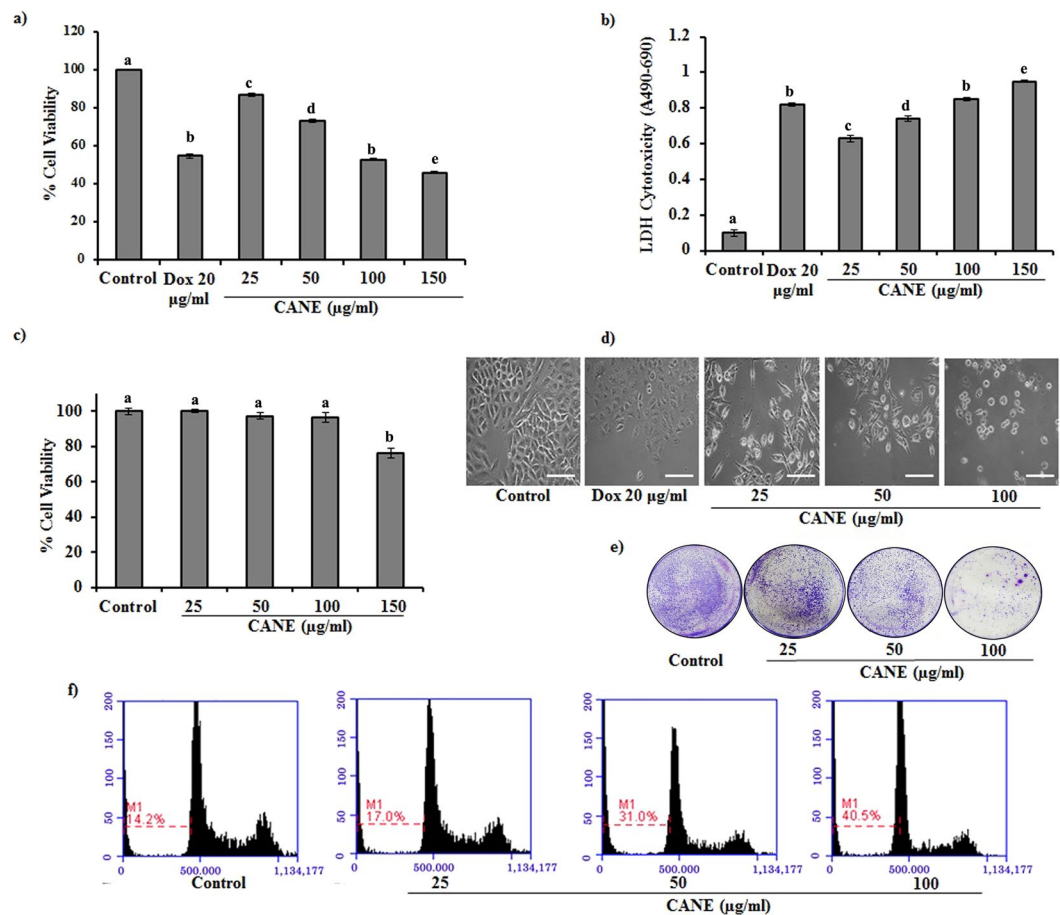 a)
% Cell Viability
120
100
80
60
40
20
0
a
b
c
d
b
e
Control
Dox 20
µg/ml
25
50
100
150
CANE (µg/ml)
b)
LDH Cytotoxicity (A490-690)
1.2
1
0.8
0.6
0.4
0.2
0
a
b
c
d
b
e
Control
Dox 20
µg/ml
25
50
100
150
CANE (µg/ml)
c)
% Cell Viability
120
100
80
60
40
20
0
a
a
a
a
b
Control
25
50
100
150
CANE (µg/ml)
d)
Control
Dox 20 µg/ml
25
50
100
CANE (µg/ml)
e)
Control
25
50
100
CANE (µg/ml)
f)
200
150
100
50
0
M1
14.2%
0
500.000
1,134,177
Control
200
150
100
50
0
M1
17.0%
0
500.000
1,134,177
25
200
150
100
50
0
M1
31.0%
0
500.000
1,134,177
50
200
150
100
50
0
M1
40.5%
0
500.000
1,134,177
100
CANE (µg/ml)